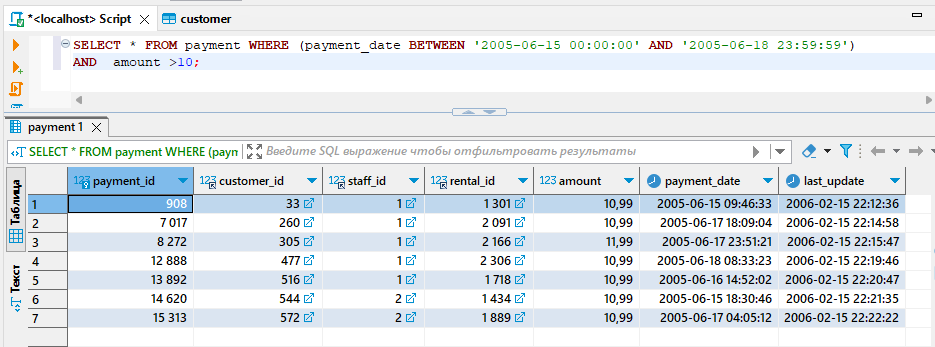 *<localhost> Script
customer
SELECT * FROM payment WHERE (payment_date BETWEEN '2005-06-15 00:00:00' AND '2005-06-18 23:59:59')
AND  amount >10;
payment 1
SELECT * FROM payment WHERE (payn
Введите SQL выражение чтобы отфильтровать результаты
Таблица
Текст
payment_id customer_id staff_id rental_id amount payment_date last_update
1 908 33 1 1 301 10,99 2005-06-15 09:46:33 2006-02-15 22:12:36
2 7 017 260 1 2 091 10,99 2005-06-17 18:09:04 2006-02-15 22:14:58
3 8 272 305 1 2 166 11,99 2005-06-17 23:51:21 2006-02-15 22:15:47
4 12 888 477 1 2 306 10,99 2005-06-18 08:33:23 2006-02-15 22:19:46
5 13 892 516 1 1 718 10,99 2005-06-16 14:52:02 2006-02-15 22:20:47
6 14 620 544 2 1 434 10,99 2005-06-15 18:30:46 2006-02-15 22:21:35
7 15 313 572 2 1 889 10,99 2005-06-17 04:05:12 2006-02-15 22:22:22